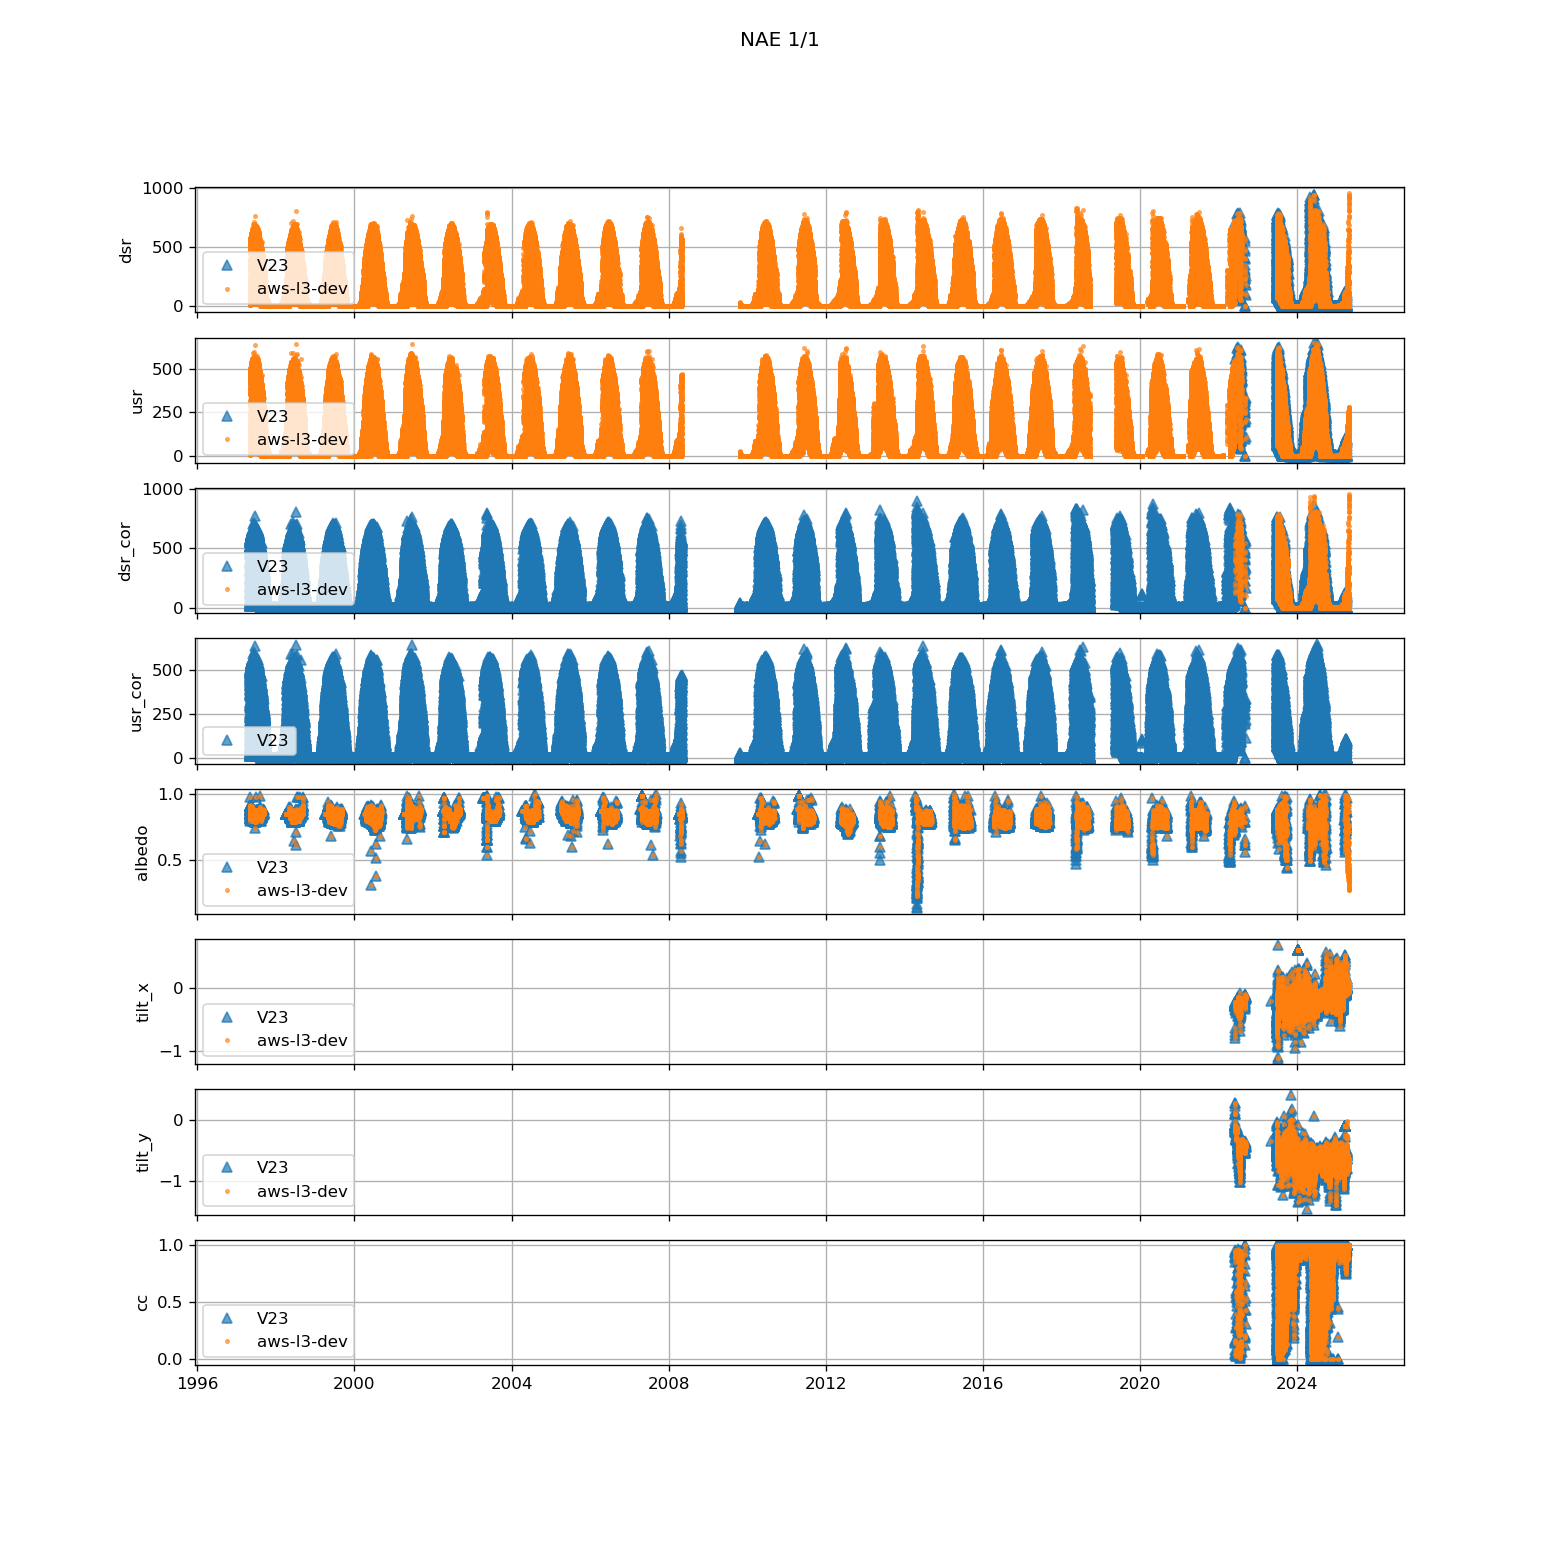 NAE 1/1
1000
500
0
dsr
V23
aws-l3-dev
500
250
0
usr
V23
aws-l3-dev
1000
500
0
dsr_cor
V23
aws-l3-dev
500
250
0
usr_cor
V23
1.0
0.5
albedo
V23
aws-l3-dev
0
−1
tilt_x
V23
aws-l3-dev
0
−1
tilt_y
V23
aws-l3-dev
1.0
0.5
0.0
cc
V23
aws-l3-dev
1996 2000 2004 2008 2012 2016 2020 2024